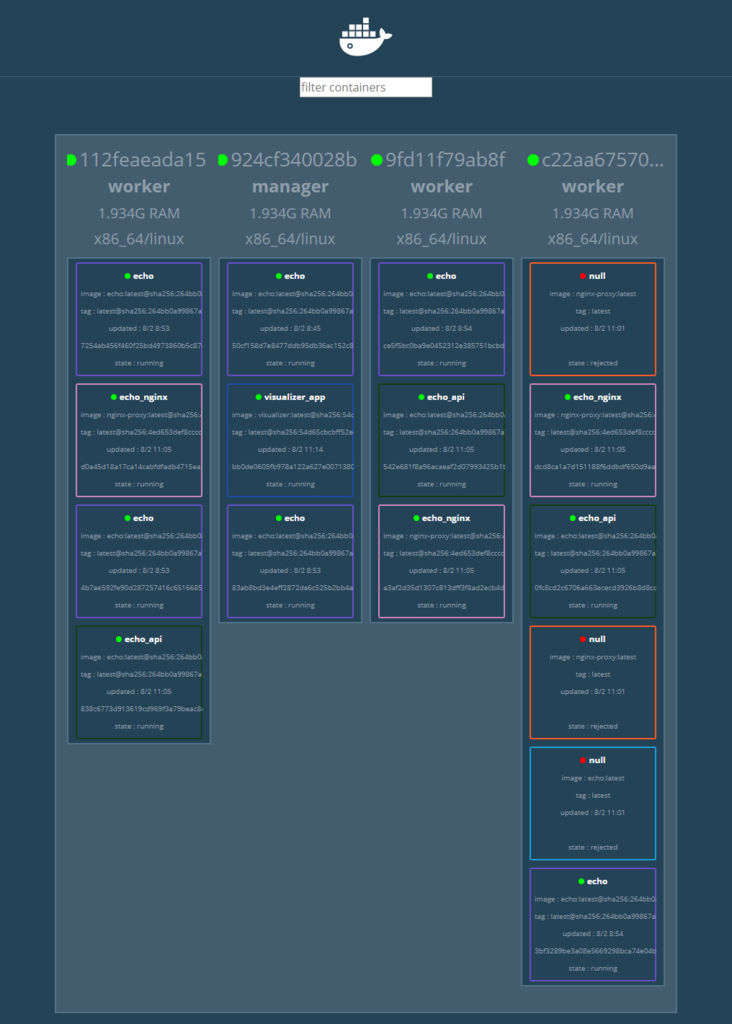 filter containers
112feaeada15
worker
1.934G RAM
x86_64/linux
echo
image : echo:latest@sha256:264bb0
tag : latest@sha256:264bb0a99867a
updated : 8/2 8:53
7254ab456f460f25bd4973860b5c87
state : running
echo_nginx
image : nginx-proxy:latest@sha256:
tag : latest@sha256:4ed653def8cccd
updated : 8/2 11:05
d0a45d18a17ca14cabfdfadb4715ea
state : running
echo
image : echo:latest@sha256:264bb0
tag : latest@sha256:264bb0a99867a
updated : 8/2 8:53
4b7ae592fe90d287257416c6516685
state : running
echo_api
image : echo:latest@sha256:264bb0
tag : latest@sha256:264bb0a99867a
updated : 8/2 11:05
838c6773d913619cd969f3a79beac8
state : running
924cf340028b
manager
1.934G RAM
x86_64/linux
echo
image : echo:latest@sha256:264bb0
tag : latest@sha256:264bb0a99867a
updated : 8/2 8:45
50cf158d7e8477ddb95db36ac152c8
state : running
visualizer_app
image : visualizer:latest@sha256:54d
tag : latest@sha256:54d65cbcbff52e
updated : 8/2 11:14
bb0de0605fb978a122a627e0071380
state : running
echo
image : echo:latest@sha256:264bb0
tag : latest@sha256:264bb0a99867a
updated : 8/2 8:53
83ab8bd3e4eff2872da6c525b2bb4a
state : running
9fd11f79ab8f
worker
1.934G RAM
x86_64/linux
echo
image : echo:latest@sha256:264bb0
tag : latest@sha256:264bb0a99867a
updated : 8/2 8:54
ce5f5bc0ba9e0452312e385751bcbd
state : running
echo_api
image : echo:latest@sha256:264bb0
tag : latest@sha256:264bb0a99867a
updated : 8/2 11:05
542e681f8a96acaeaf2d07993425b1
state : running
echo_nginx
image : nginx-proxy:latest@sha256:
tag : latest@sha256:4ed653def8cccd
updated : 8/2 11:05
a3af2d35d1307c813dff3f8ad2ecb4d
state : running
c22aa67570...
worker
1.934G RAM
x86_64/linux
null
image : nginx-proxy:latest
tag : latest
updated : 8/2 11:01
state : rejected
echo_nginx
image : nginx-proxy:latest@sha256:
tag : latest@sha256:4ed653def8cccd
updated : 8/2 11:05
dcd8ca1a7d151188f6ddbdf650d9aa
state : running
echo_api
image : echo:latest@sha256:264bb0
tag : latest@sha256:264bb0a99867a
updated : 8/2 11:05
0fc8cd2c6706a663ececd3926b8d8cd
state : running
null
image : nginx-proxy:latest
tag : latest
updated : 8/2 11:01
state : rejected
null
image : echo:latest
tag : latest
updated : 8/2 11:01
state : rejected
echo
image : echo:latest@sha256:264bb0
tag : latest@sha256:264bb0a99867a
updated : 8/2 8:54
3bf3289be3a08e5669298bca74e04b
state : running